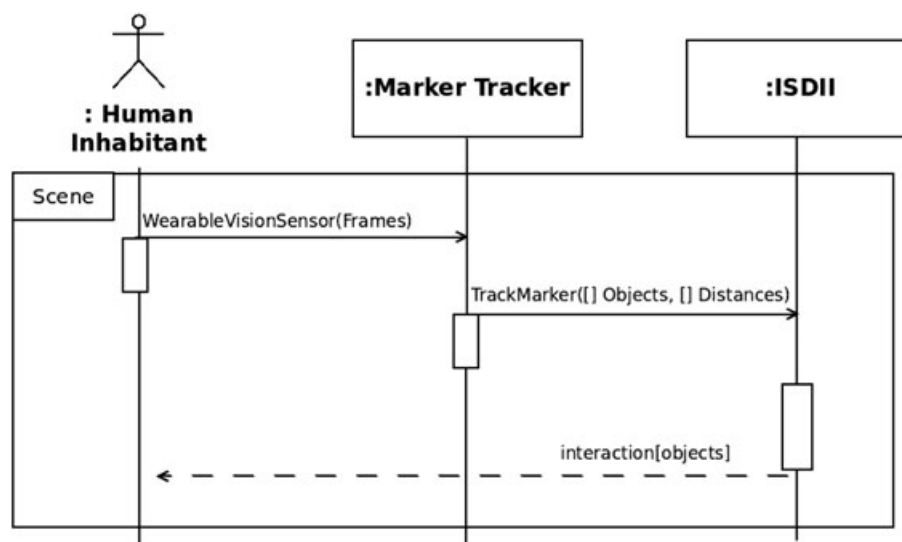 : Human
Inhabitant
:Marker Tracker
:ISDII
Scene
WearableVisionSensor(Frames)
TrackMarker([] Objects, [] Distances)
interaction[objects]